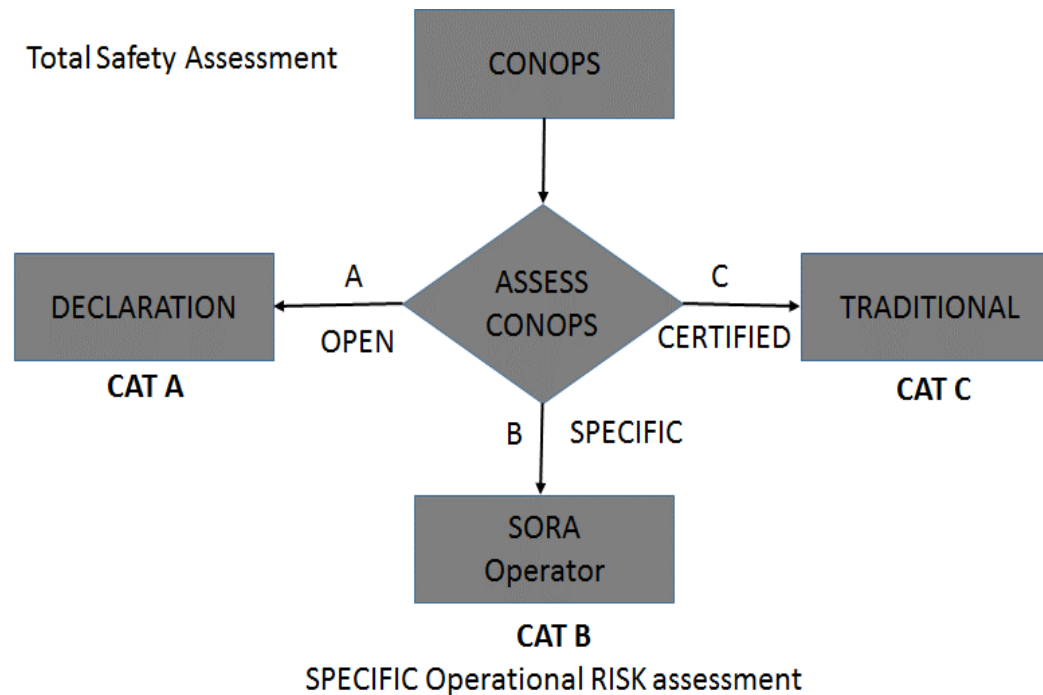 Total Safety Assessment
CONOPS
A
ASSESS
C
DECLARATION
CONOPS
TRADITIONAL
OPEN
CERTIFIED
CAT A
CAT C
B
SPECIFIC
SORA
Operator
CAT B
SPECIFIC Operational RISK assessment